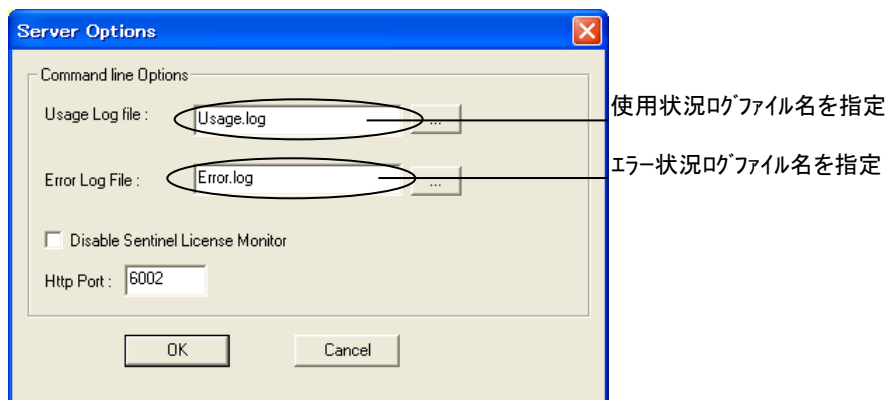 Server Options
Command line Options
Usage Log file :
Usage.log
...
使用状況ﾛｸﾞﾌｧｲﾙ名を指定
Error Log File :
Error.log
...
ｴﾗｰ状況ﾛｸﾞﾌｧｲﾙ名を指定
Disable Sentinel License Monitor
Http Port :
6002
OK
Cancel